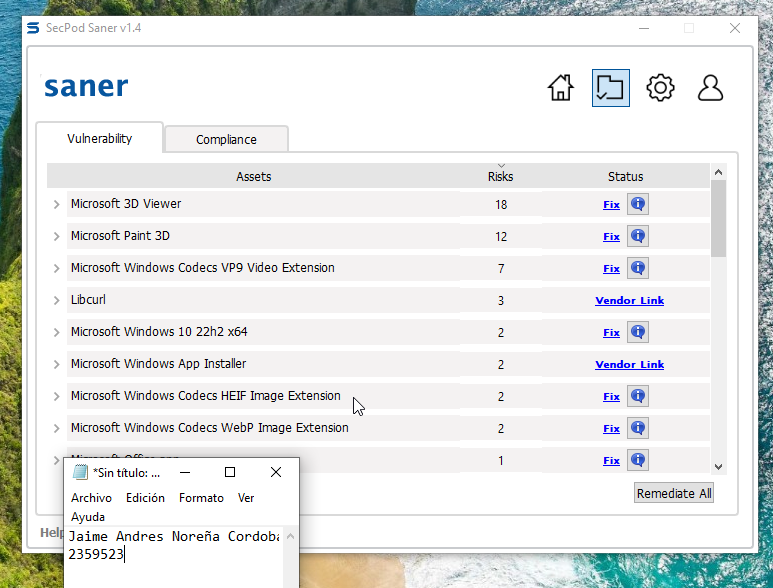 SecPod Saner v1.4
saner
Vulnerability
Compliance
Assets Risks Status
Microsoft 3D Viewer 18 Fix
Microsoft Paint 3D 12 Fix
Microsoft Windows Codecs VP9 Video Extension 7 Fix
Libcurl 3 Vendor Link
Microsoft Windows 10 22h2 x64 2 Fix
Microsoft Windows App Installer 2 Vendor Link
Microsoft Windows Codecs HEIF Image Extension 2 Fix
Microsoft Windows Codecs WebP Image Extension 2 Fix
1 Fix
Remediate All
Help
*Sin título: ...
Archivo Edición Formato Ver
Ayuda
Jaime Andres Noreña Cordoba
2359523